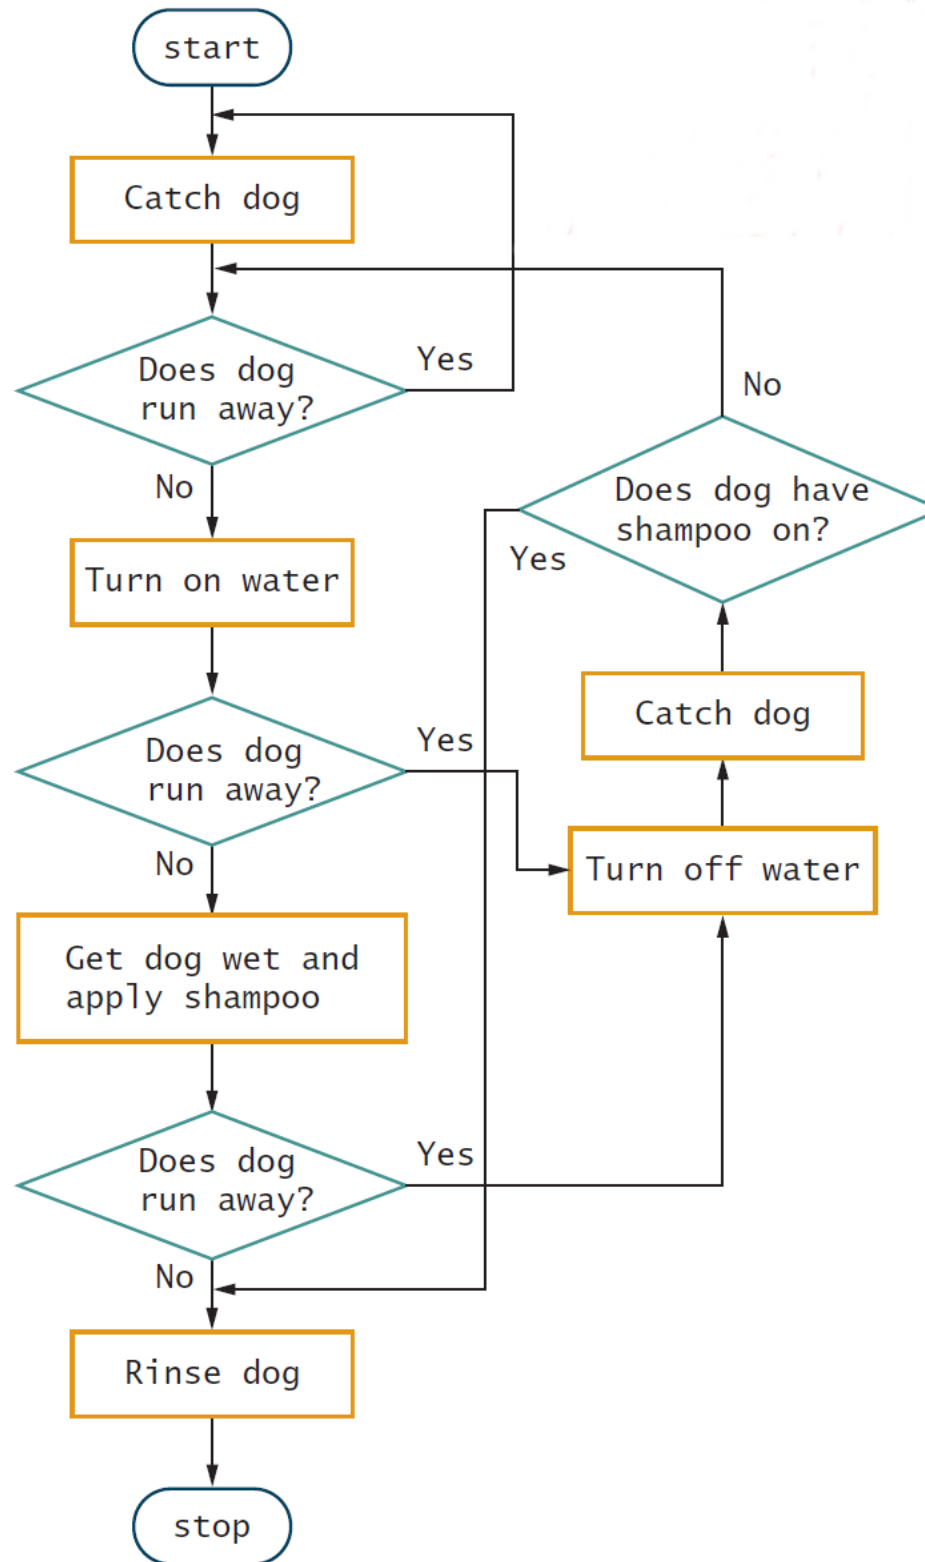 start
Catch dog
Does dog
run away?
Yes
No
Turn on water
Does dog
run away?
Yes
No
Get dog wet and
apply shampoo
Does dog
run away?
Yes
No
Rinse dog
stop
No
Does dog have
shampoo on?
Yes
Catch dog
Turn off water